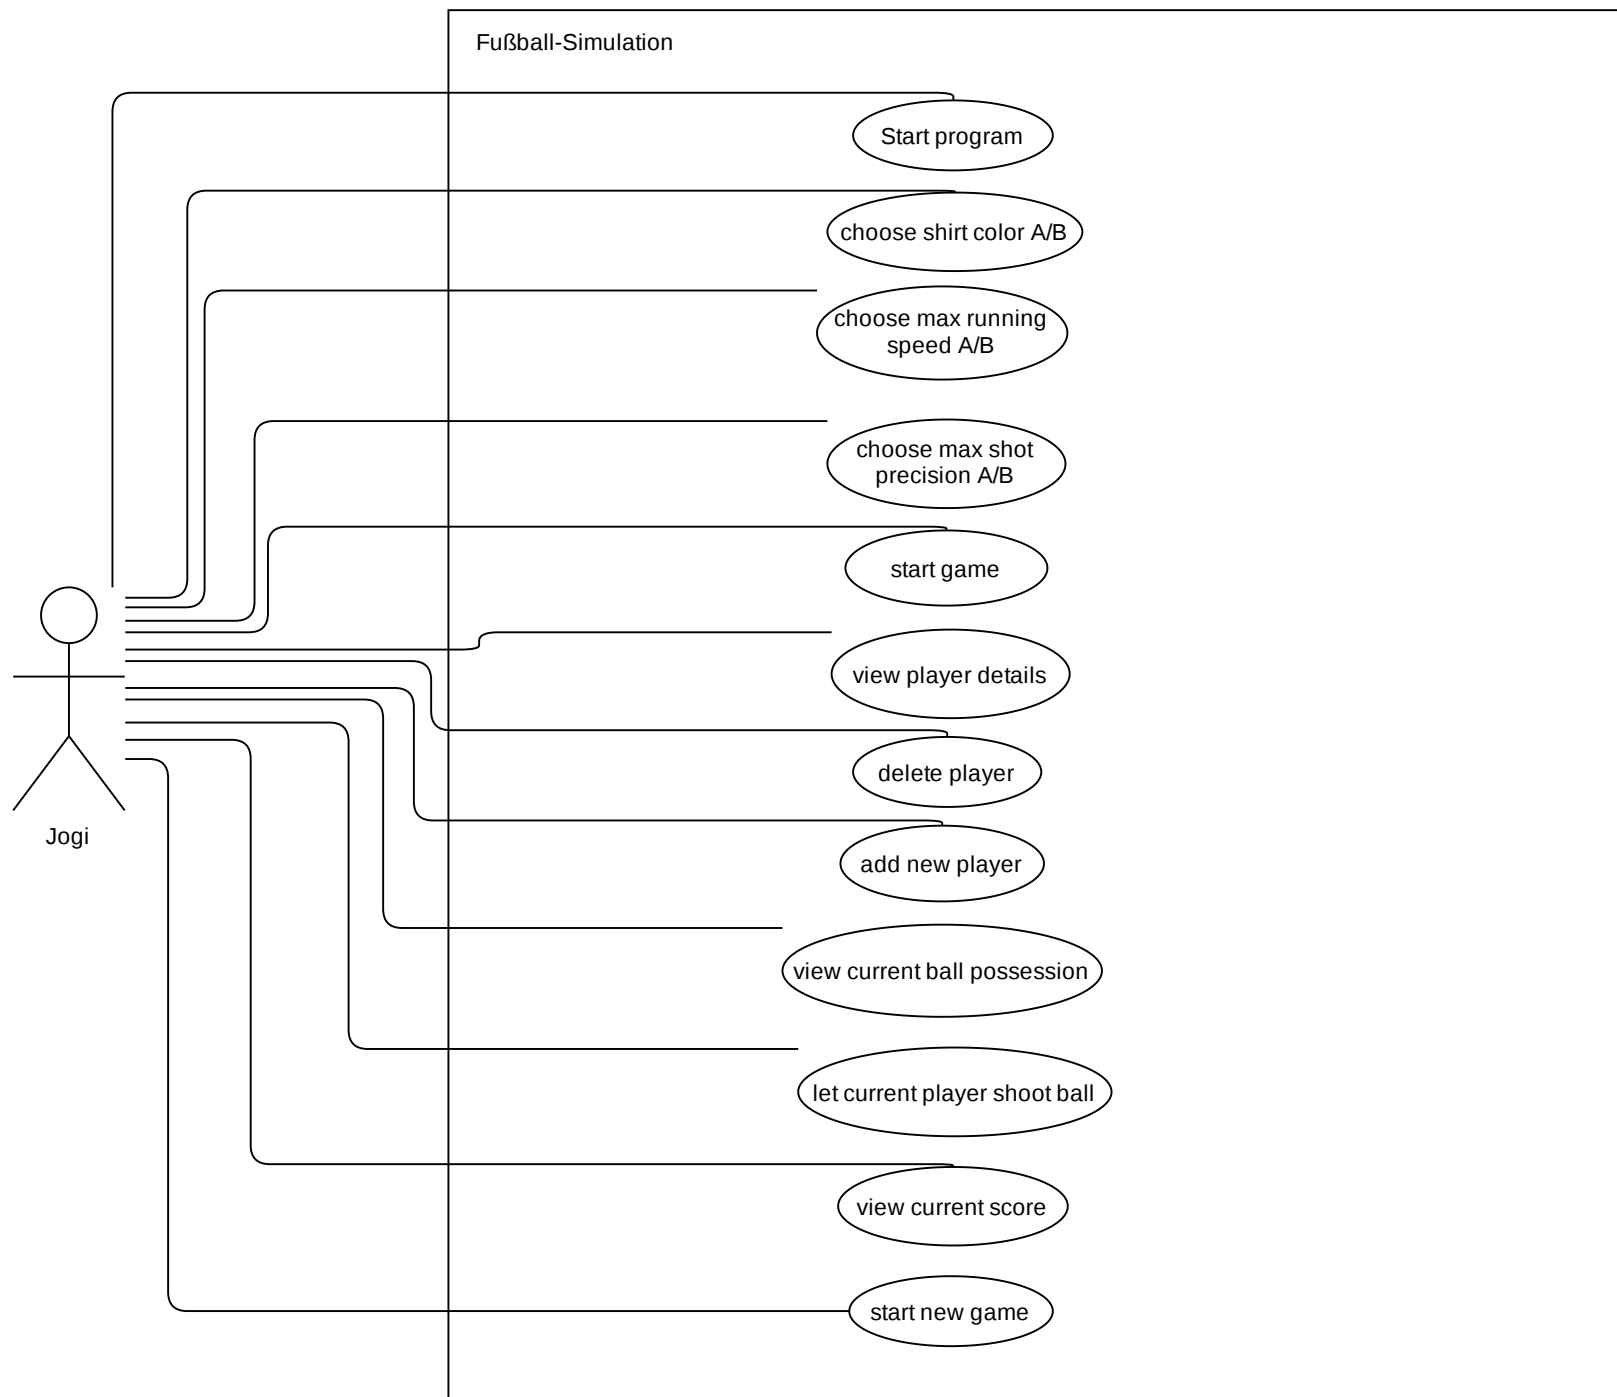 Fußball-Simulation
Start program
choose shirt color A/B
choose max running
speed A/B
choose max shot
precision A/B
start game
view player details
delete player
Jogi
add new player
view current ball possession
let current player shoot ball
view current score
start new game